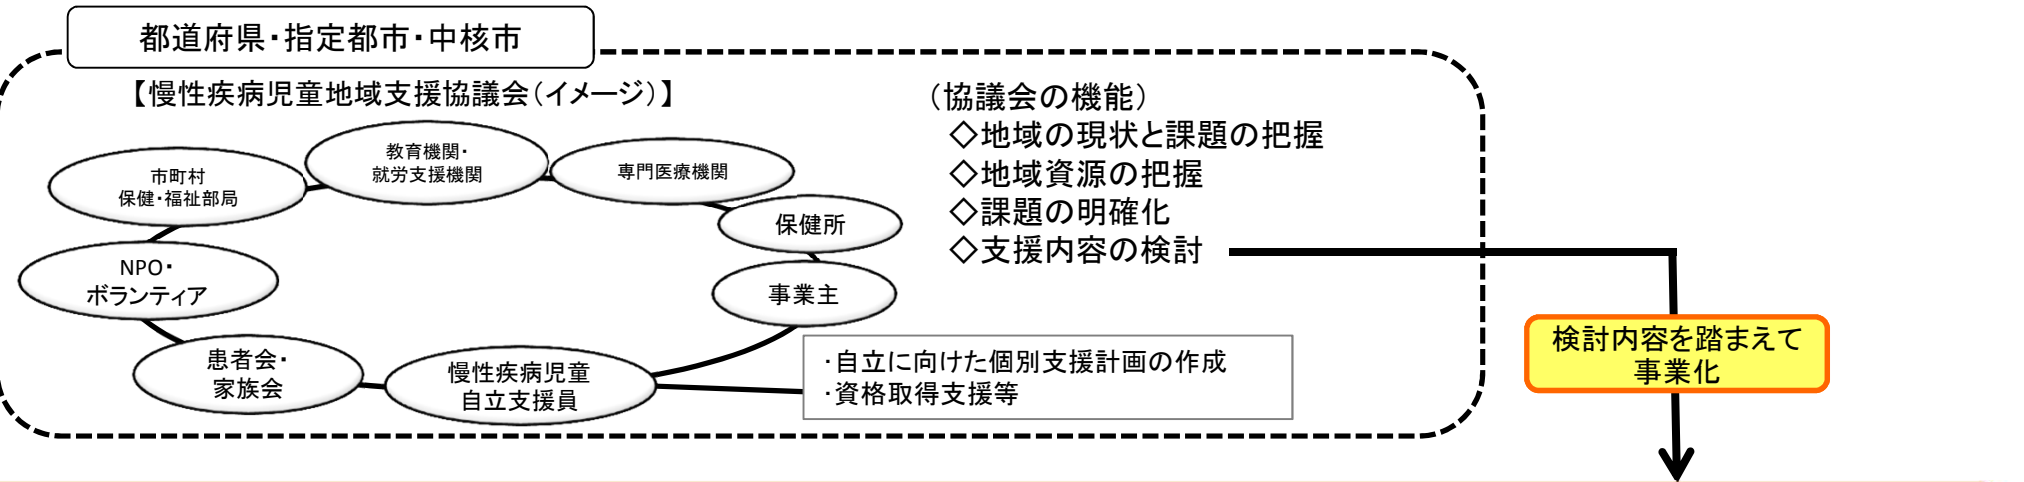 都道府県・指定都市・中核市
【慢性疾病児童地域支援協議会（イメージ）】
教育機関・
就労支援機関
専門医療機関
市町村
保健・福祉部局
保健所
NPO・
ボランティア
事業主
患者会・
家族会
慢性疾病児童
自立支援員
・自立に向けた個別支援計画の作成
・資格取得支援等
（協議会の機能）
◇地域の現状と課題の把握
◇地域資源の把握
◇課題の明確化
◇支援内容の検討
検討内容を踏まえて
事業化